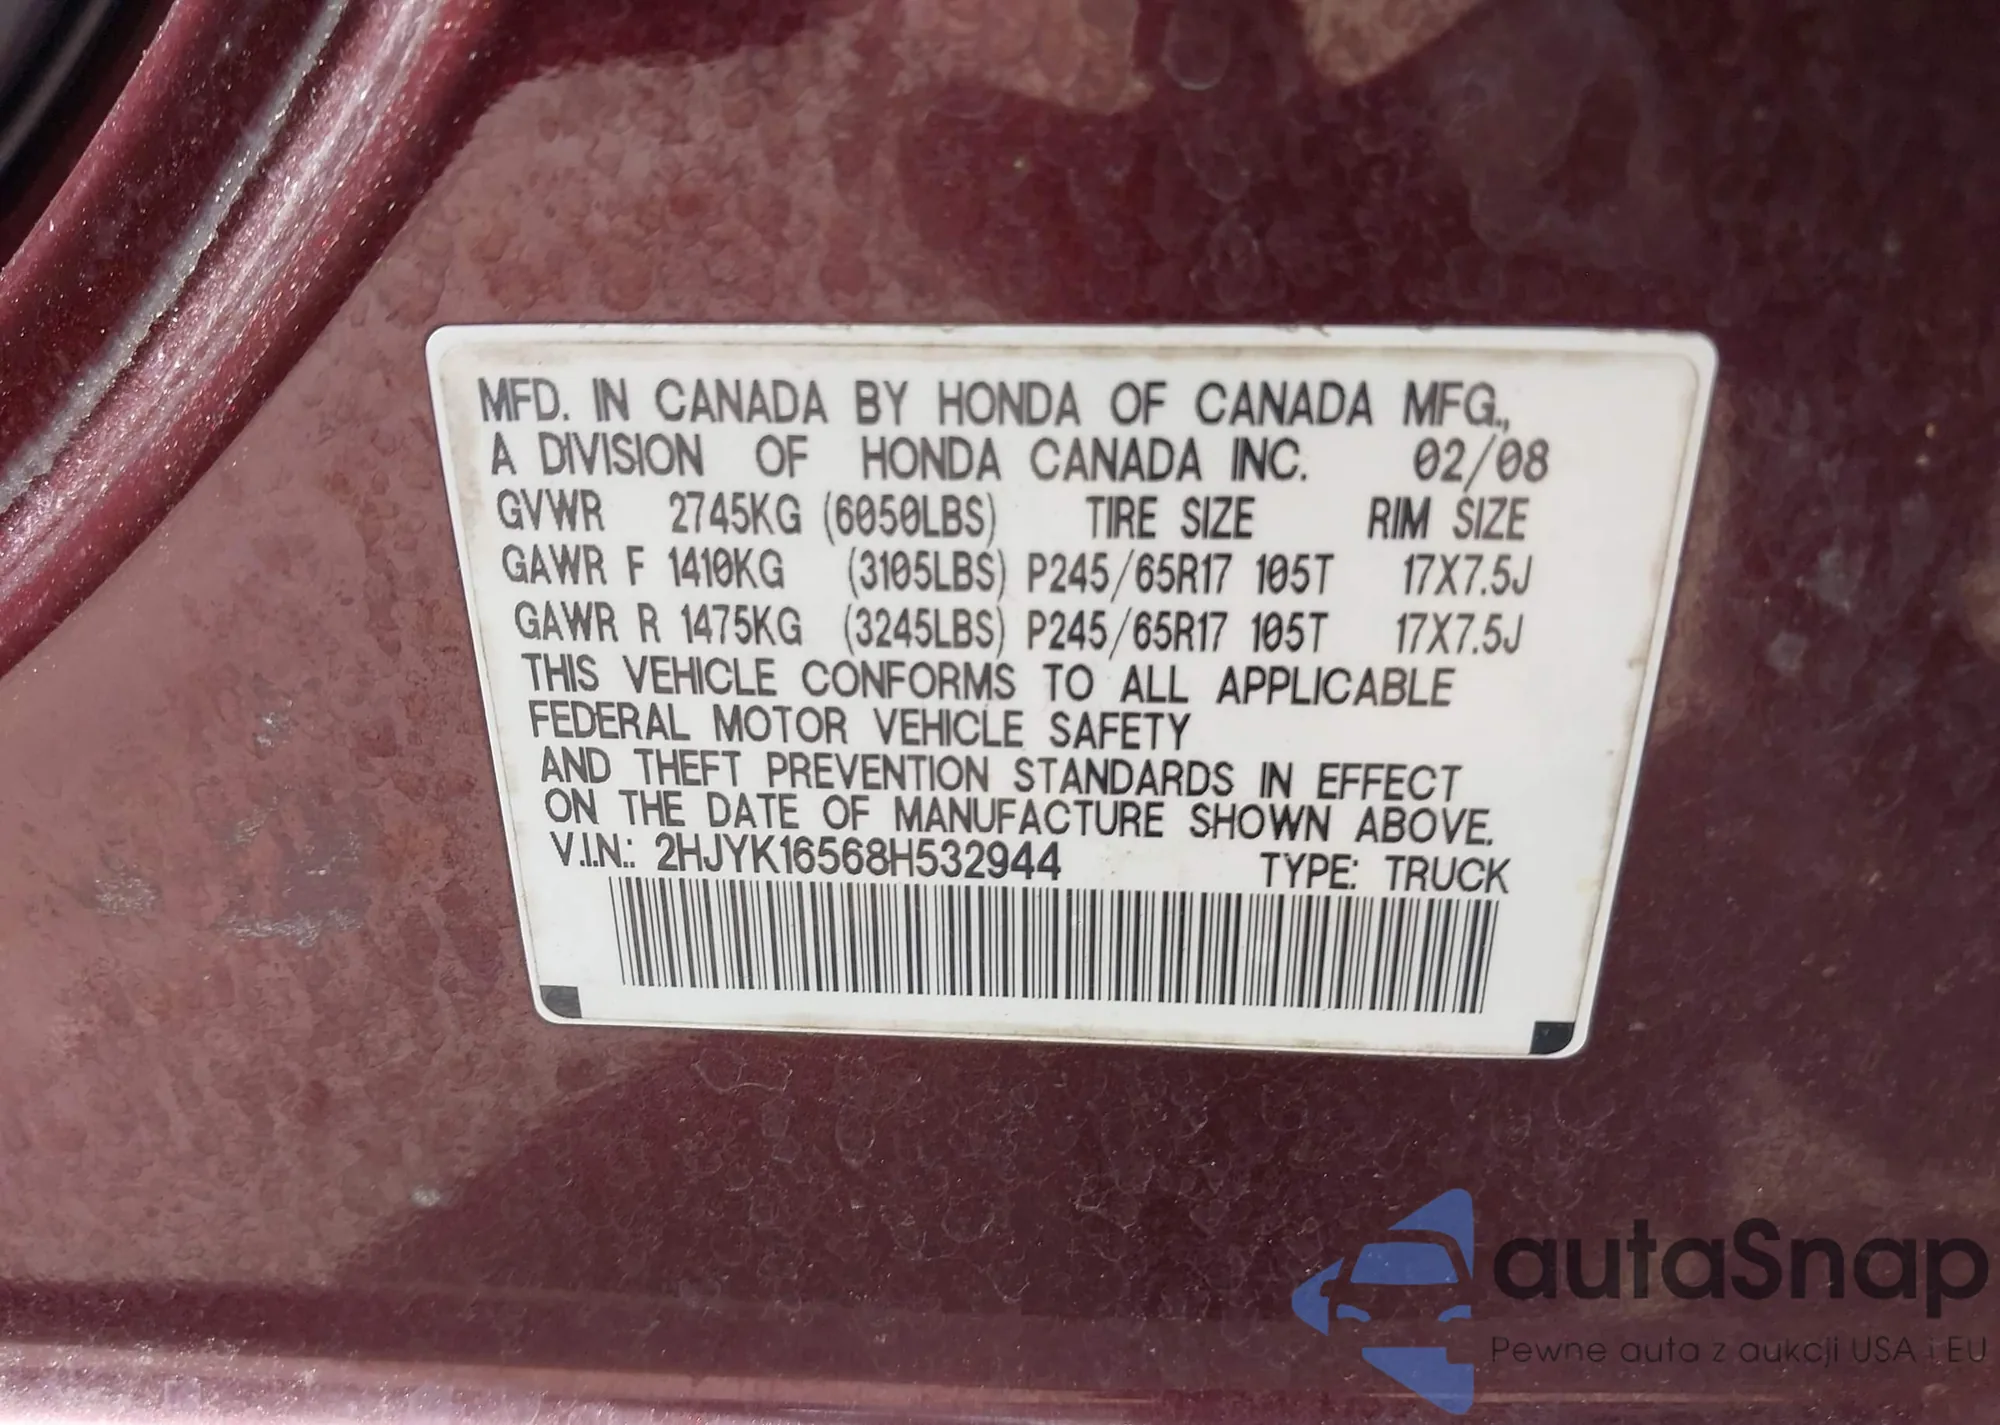 MFD. IN CANADA BY HONDA OF CANADA MFG.,
A DIVISION OF HONDA CANADA INC. 02/08
GVWR 2745KG (6050LBS) TIRE SIZE RIM SIZE
GAWR F 1410KG (3105LBS) P245/65R17 105T 17X7.5J
GAWR R 1475KG (3245LBS) P245/65R17 105T 17X7.5J
THIS VEHICLE CONFORMS TO ALL APPLICABLE
FEDERAL MOTOR VEHICLE SAFETY
AND THEFT PREVENTION STANDARDS IN EFFECT
ON THE DATE OF MANUFACTURE SHOWN ABOVE.
V.I.N.: 2HJYK16568H532944 TYPE: TRUCK
autaSnap
Pewne auta z aukcji USA i EU